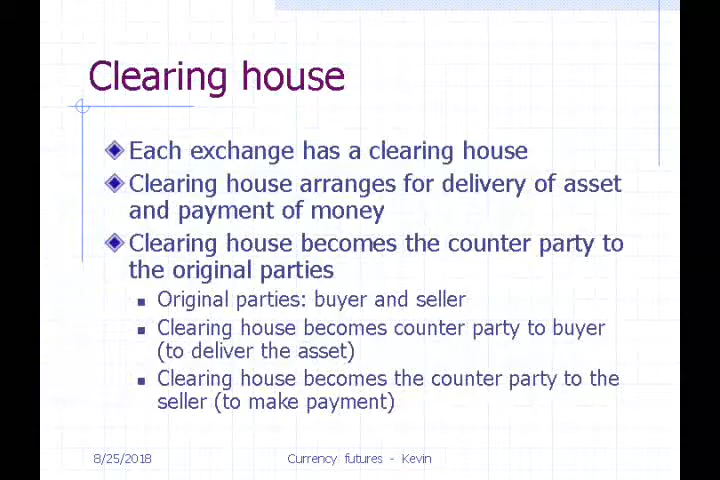 Clearing house
Each exchange has a clearing house
Clearing house arranges for delivery of asset
and payment of money
Clearing house becomes the counter party to
the original parties
Original parties: buyer and seller
Clearing house becomes counter party to buyer
(to deliver the asset)
Clearing house becomes the counter party to the
seller (to make payment)
8/25/2018 Currency futures - Kevin